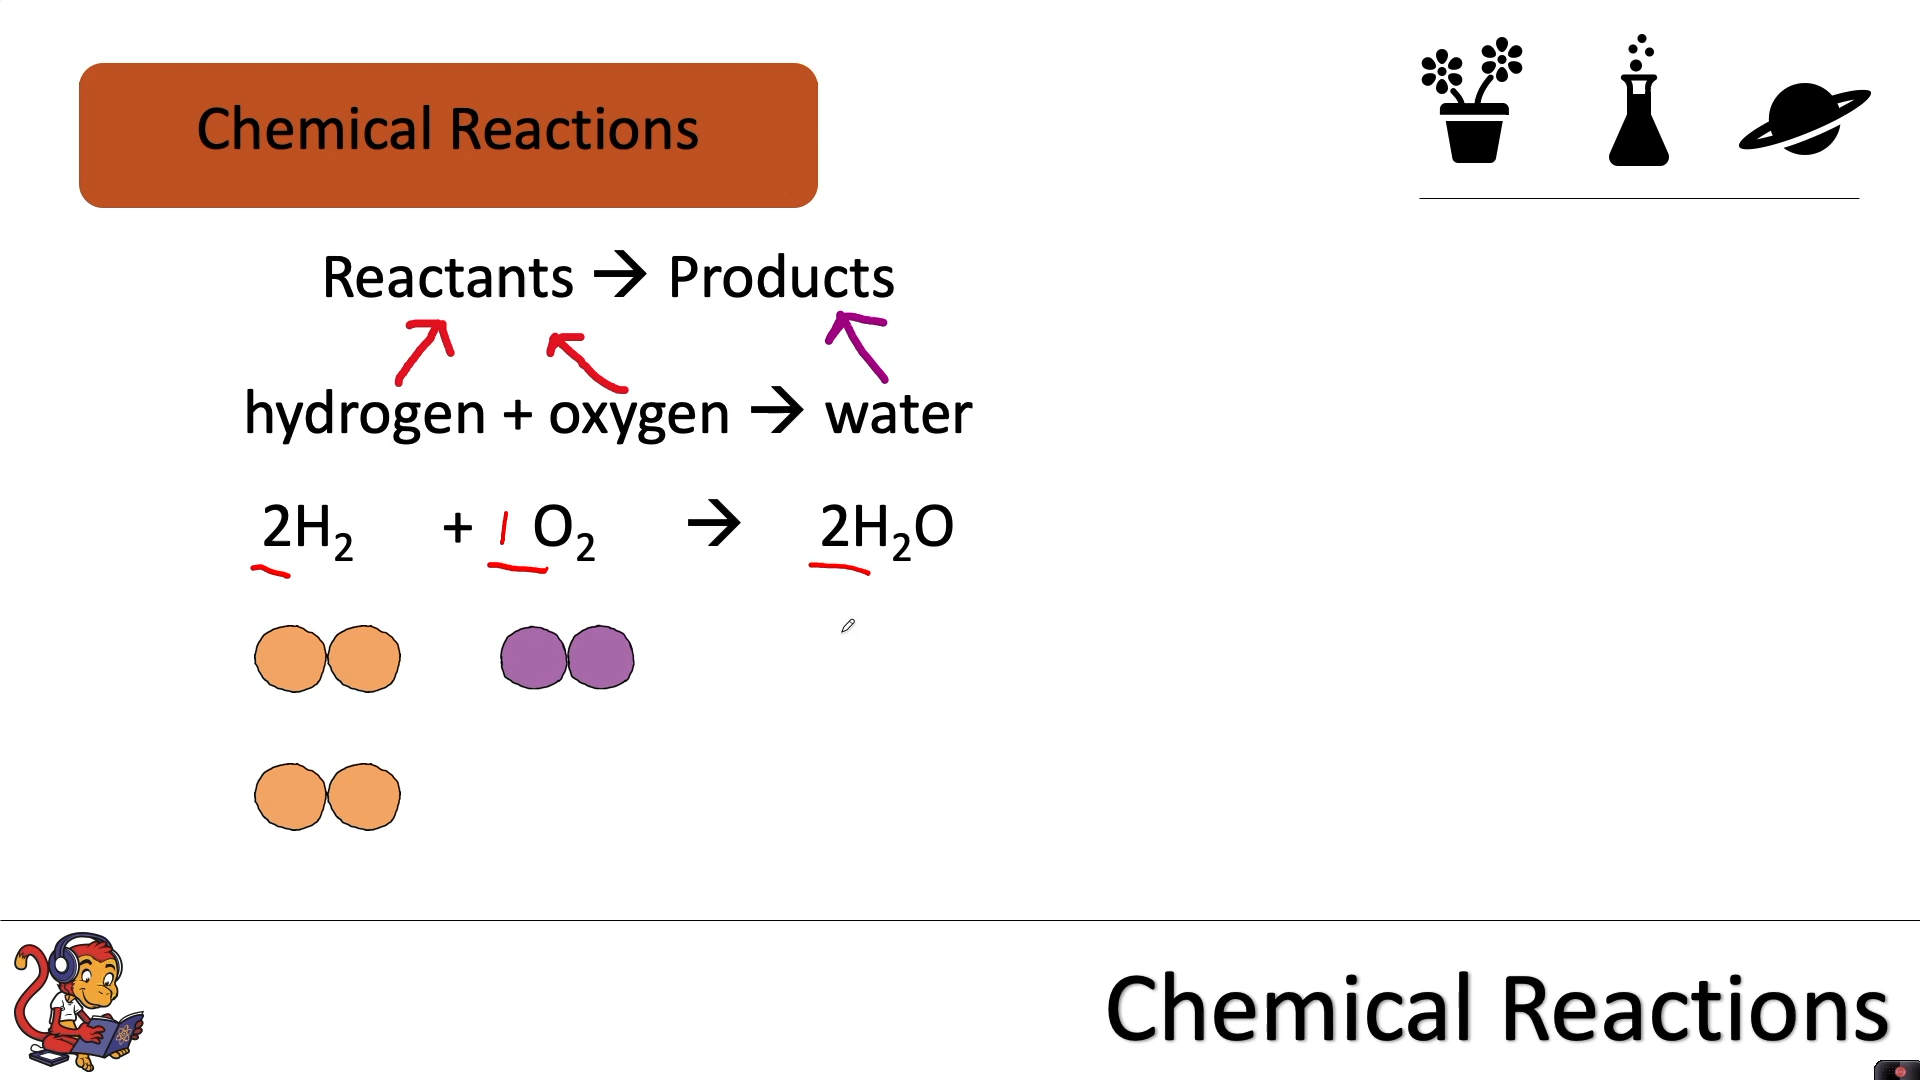 Chemical Reactions
Reactants → Products
hydrogen + oxygen → water
2H₂ + 1 O₂ → 2H₂O
Chemical Reactions